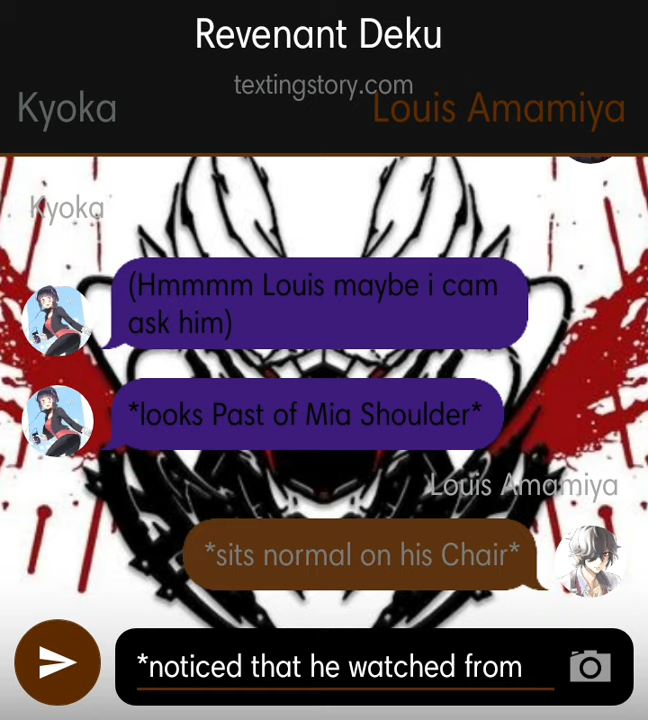 Revenant Deku
textingstory.com
Kyoka
Louis Amamiya
Kyoka
(Hmmmm Louis maybe i cam
ask him)
*looks Past of Mia Shoulder*
Louis Amamiya
*sits normal on his Chair*
*noticed that he watched from